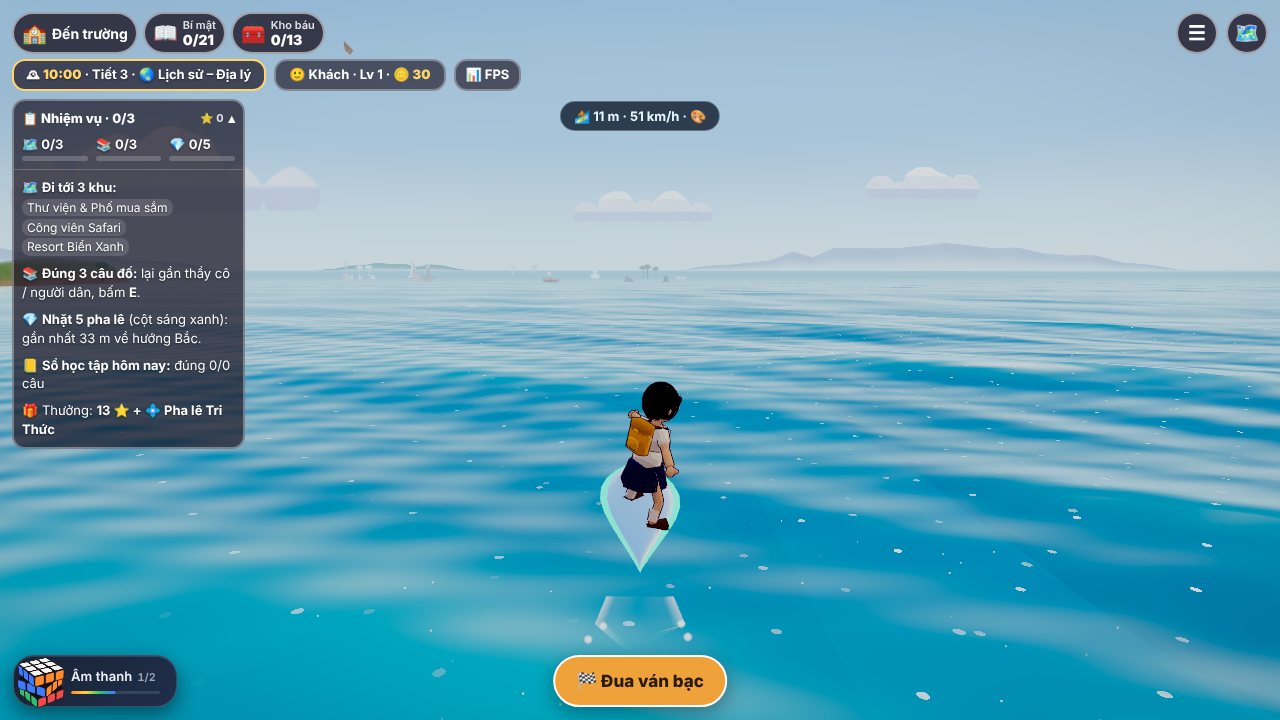 Đến trường
Bí mật
0/21
Kho báu
0/13
10:00 · Tiết 3 · Lịch sử – Địa lý
Khách · Lv 1 · 30
FPS
11 m · 51 km/h ·
Nhiệm vụ · 0/3
0 ▲
0/3
0/3
0/5
Đi tới 3 khu:
Thư viện & Phố mua sắm
Công viên Safari
Resort Biển Xanh
Đúng 3 câu đố: lại gần thầy cô
/ người dân, bấm E.
Nhặt 5 pha lê (cột sáng xanh):
gần nhất 33 m về hướng Bắc.
Sổ học tập hôm nay: đúng 0/0
câu
Thưởng: 13 ⭐ + 💠 Pha lê Tri
Thức
Âm thanh 1/2
Đua ván bạc